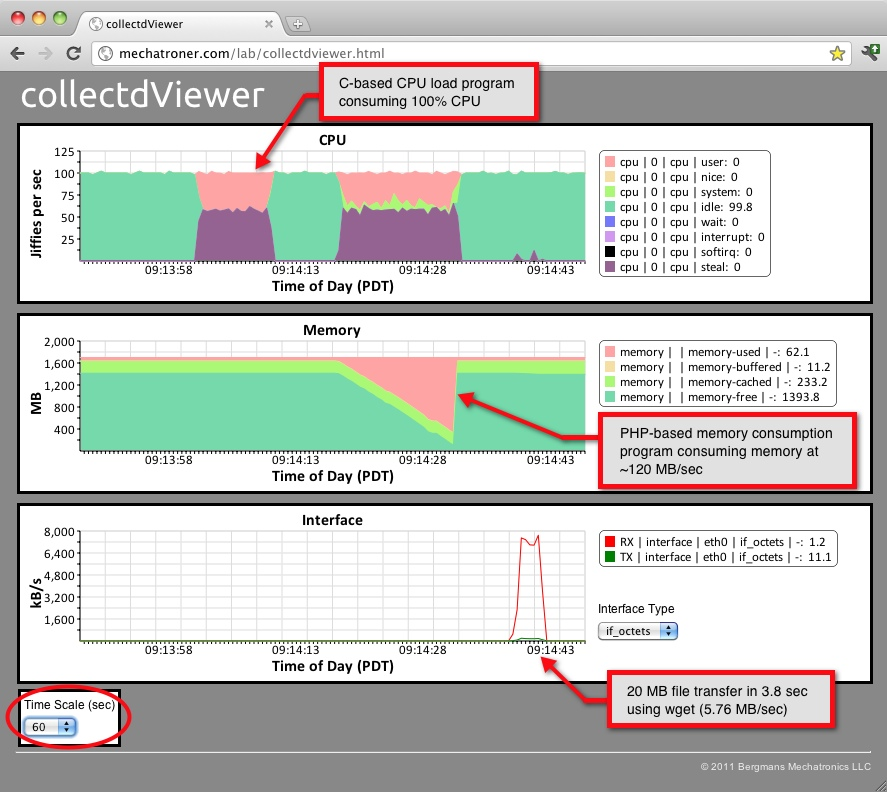 collectdViewer
mechatroner.com/lab/collectdviewer.html
collectdViewer
C-based CPU load program
consuming 100% CPU
CPU
125
100
75
50
25
Jiffies per sec
09:13:58 09:14:13 09:14:28 09:14:43
Time of Day (PDT)
cpu | 0 | cpu | user: 0
cpu | 0 | cpu | nice: 0
cpu | 0 | cpu | system: 0
cpu | 0 | cpu | idle: 99.8
cpu | 0 | cpu | wait: 0
cpu | 0 | cpu | interrupt: 0
cpu | 0 | cpu | softirq: 0
cpu | 0 | cpu | steal: 0
Memory
2,000
1,600
1,200
800
400
MB
09:13:58 09:14:13 09:14:28 09:14:43
Time of Day (PDT)
memory | | memory-used | -: 62.1
memory | | memory-buffered | -: 11.2
memory | | memory-cached | -: 233.2
memory | | memory-free | -: 1393.8
PHP-based memory consumption
program consuming memory at
~120 MB/sec
Interface
8,000
6,400
4,800
3,200
1,600
kB/s
09:13:58 09:14:13 09:14:28 09:14:43
Time of Day (PDT)
RX | interface | eth0 | if_octets | -: 1.2
TX | interface | eth0 | if_octets | -: 11.1
Interface Type
if_octets
20 MB file transfer in 3.8 sec
using wget (5.76 MB/sec)
Time Scale (sec)
60
© 2011 Bergmans Mechatronics LLC